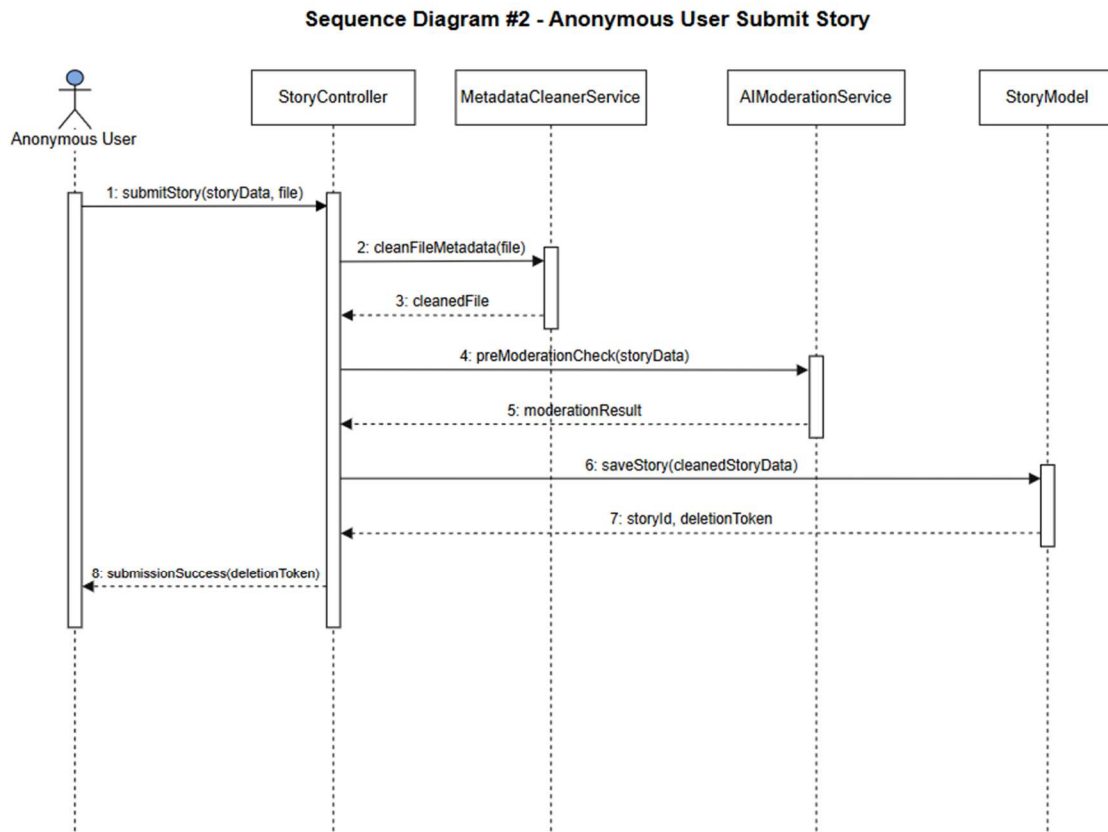 Sequence Diagram #2 - Anonymous User Submit Story
Anonymous User
StoryController
MetadataCleanerService
AIModerationService
StoryModel
1: submitStory(storyData, file)
2: cleanFileMetadata(file)
3: cleanedFile
4: preModerationCheck(storyData)
5: moderationResult
6: saveStory(cleanedStoryData)
7: storyId, deletionToken
8: submissionSuccess(deletionToken)